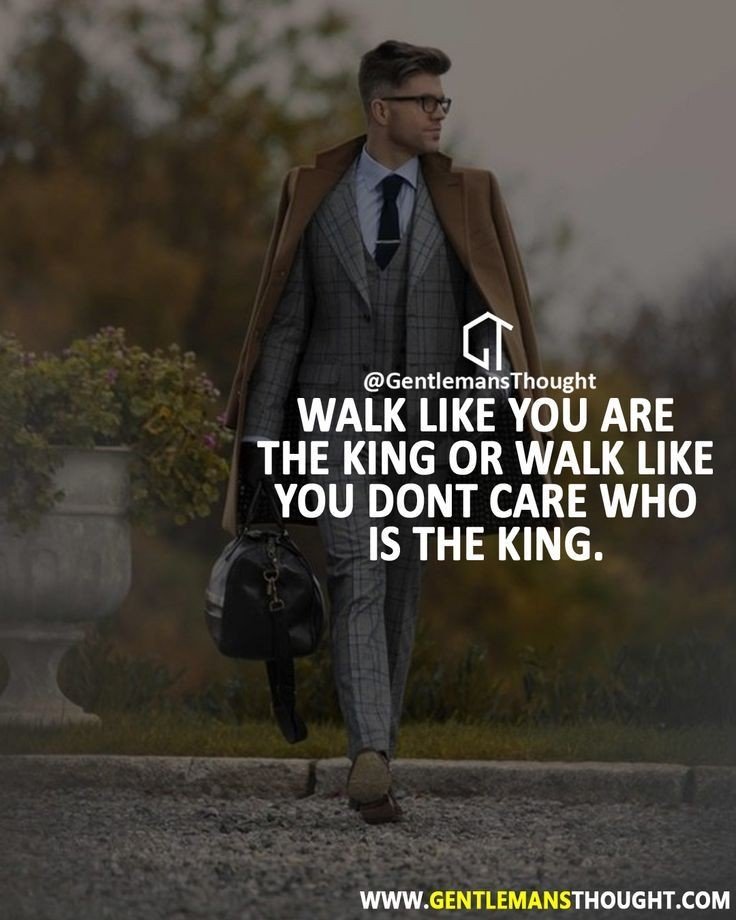 GT
@GentlemansThought
WALK LIKE YOU ARE
THE KING OR WALK LIKE
YOU DONT CARE WHO
IS THE KING.
WWW.GENTLEMANSTHOUGHT.COM